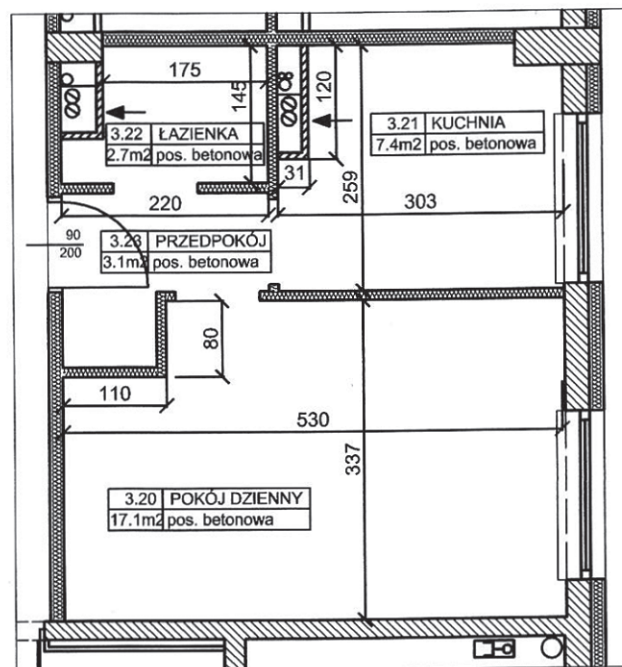 175
145
120
3.22 ŁAZIENKA
2.7m2 pos. betonowa
3.21 KUCHNIA
7.4m2 pos. betonowa
31
220
259
303
90
200
3.23 PRZEDPOKÓJ
3.1m2 pos. betonowa
80
110
530
337
3.20 POKÓJ DZIENNY
17.1m2 pos. betonowa